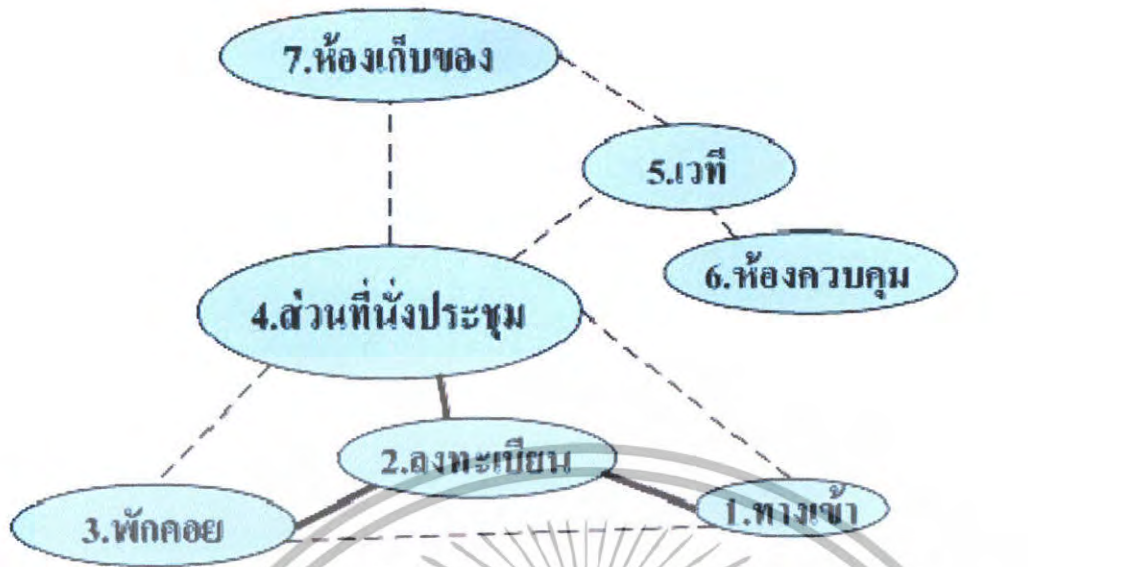 7.ห้องเก็บของ
5.เวที
6.ห้องควบคุม
4.ส่วนที่นั่งประชุม
2.ลงทะเบียน
1.ทางเข้า
3.พักคอย